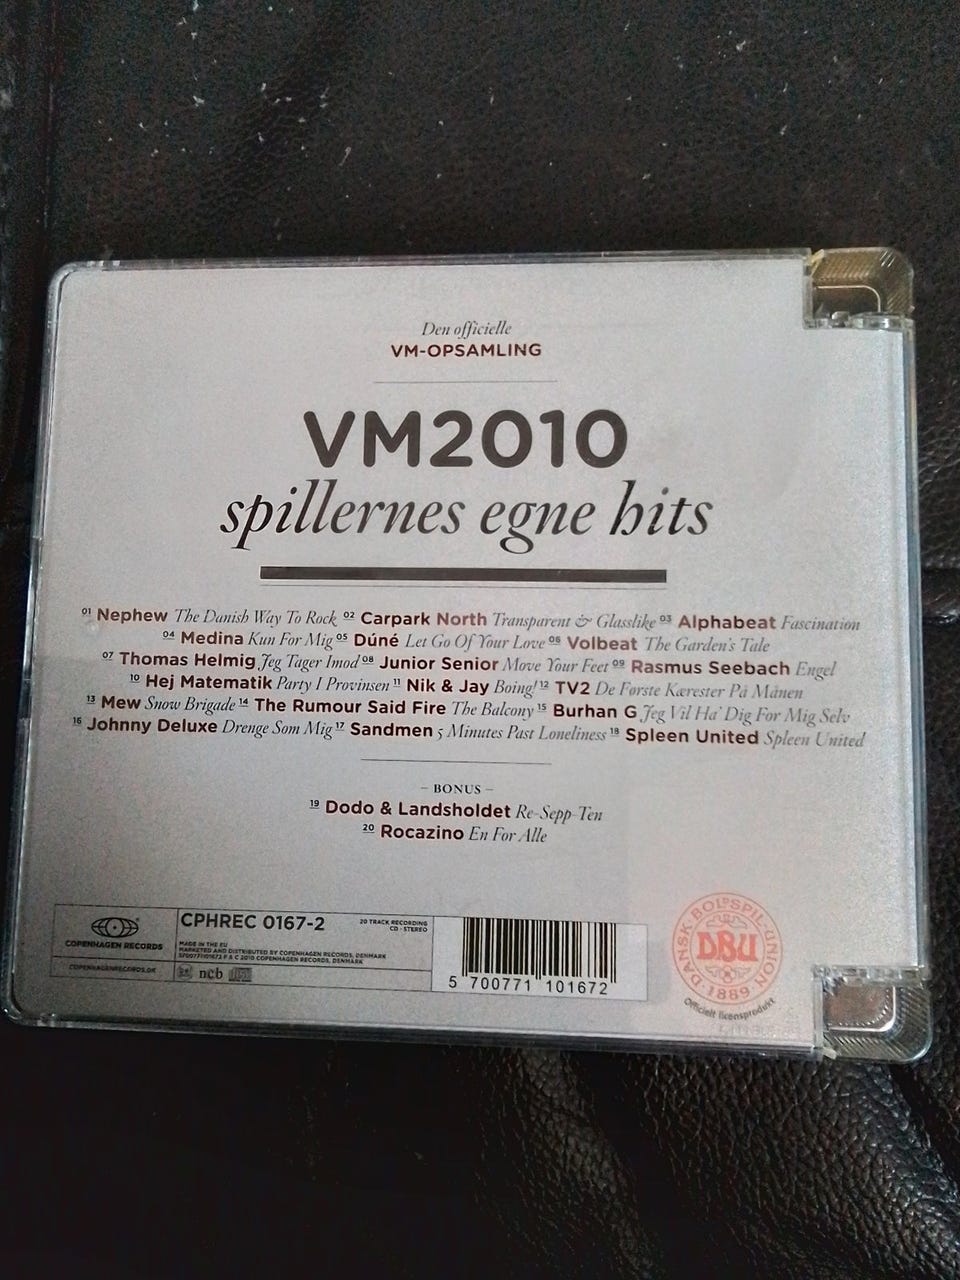 Den officielle
VM-OPSAMLING
VM2010
spillernes egne hits
01 Nephew The Danish Way To Rock 02 Carpark North Transparent & Glasslike 03 Alphabeat Fascination
04 Medina Kun For Mig 05 Dúné Let Go Of Your Love 06 Volbeat The Garden's Tale
07 Thomas Helmig Jeg Tager Imod 08 Junior Senior Move Your Feet 09 Rasmus Seebach Engel
10 Hej Matematik Party I Provinsen 11 Nik & Jay Boing! 12 TV2 De Første Kærester På Månen
13 Mew Snow Brigade 14 The Rumour Said Fire The Balcony 15 Burhan G Jeg Vil Ha' Dig For Mig Selv
16 Johnny Deluxe Drenge Som Mig 17 Sandmen 5 Minutes Past Loneliness 18 Spleen United Spleen United
– BONUS –
19 Dodo & Landsholdet Re-Sepp-Ten
20 Rocazino En For Alle
COPENHAGEN RECORDS
COPENHAGENRECORDS.DK
CPHREC 0167-2
20 TRACK RECORDING
CD - STEREO
MADE IN THE EU
MARKETED AND DISTRIBUTED BY COPENHAGEN RECORDS, DENMARK
5700771101672 P & C 2010 COPENHAGEN RECORDS, DENMARK
ncb
5 700771 101672
DANSK·BOLDSPIL-UNION
DBU
·1889·
Officielt licensprodukt